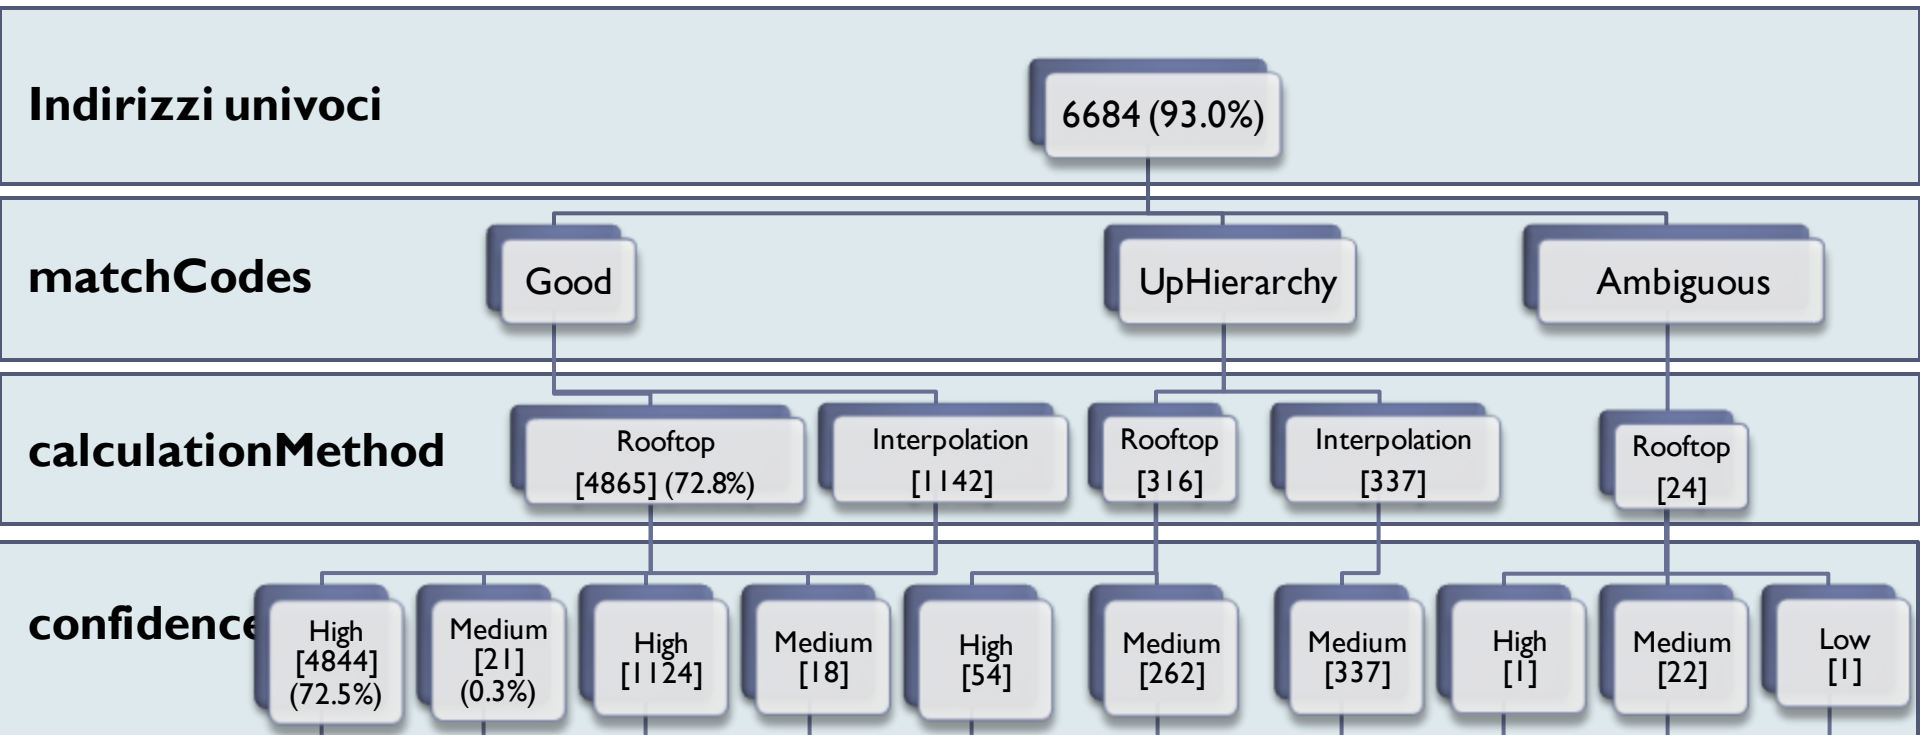 Indirizzi univoci
6684 (93.0%)
matchCodes
Good
UpHierarchy
Ambiguous
calculationMethod
Rooftop
[4865] (72.8%)
Interpolation
[1142]
Rooftop
[316]
Interpolation
[337]
Rooftop
[24]
confidence
High
[4844]
(72.5%)
Medium
[21]
(0.3%)
High
[1124]
Medium
[18]
High
[54]
Medium
[262]
Medium
[337]
High
[1]
Medium
[22]
Low
[1]